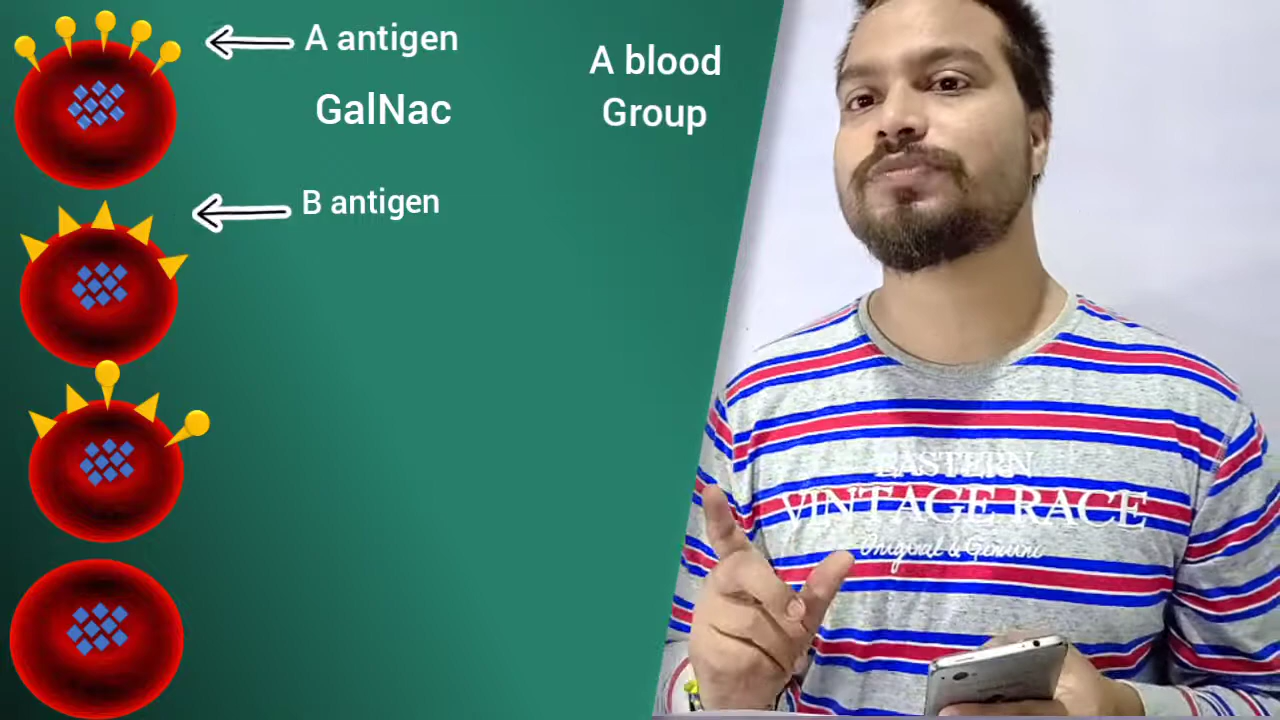 A antigen
GalNac
A blood
Group
B antigen
EASTERN
VINTAGE RACE
Original & Genuine